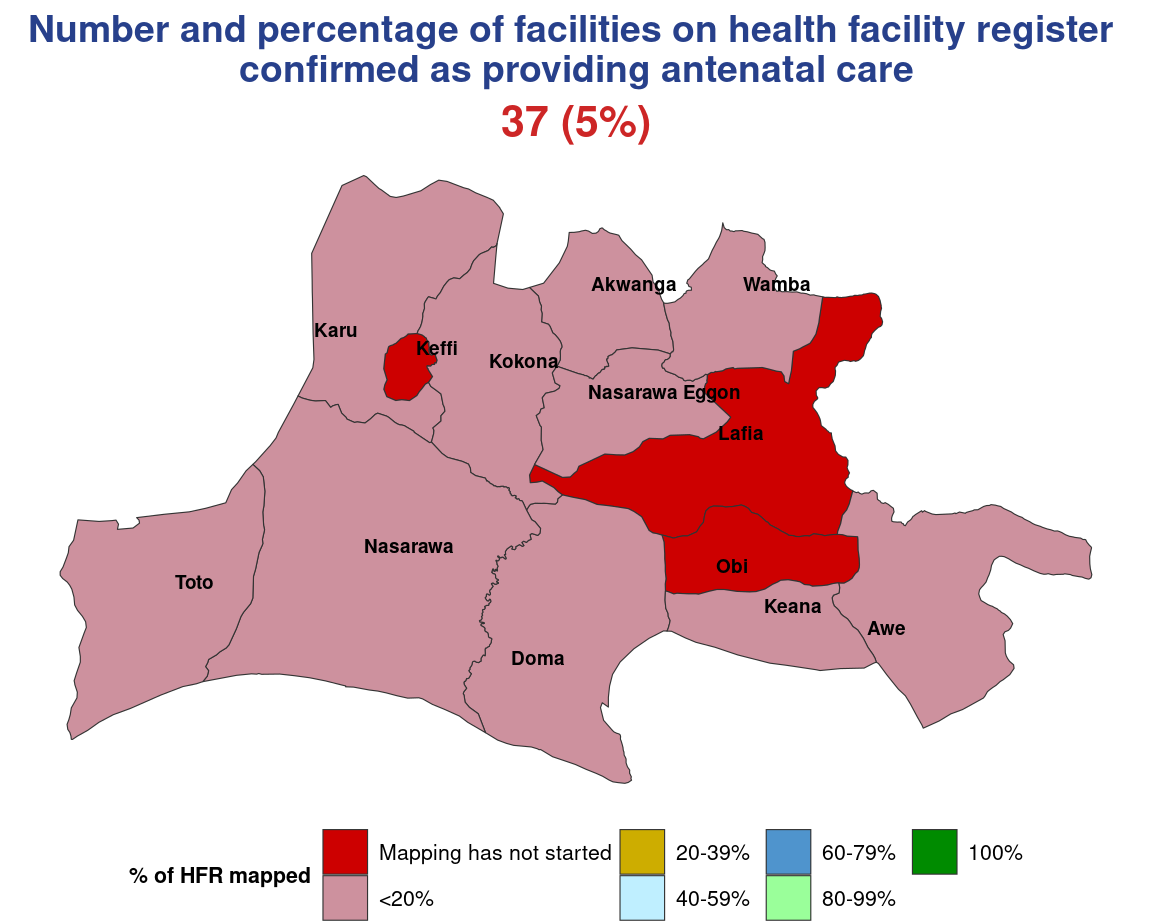 Number and percentage of facilities on health facility register
confirmed as providing antenatal care
37 (5%)
Akwanga
Wamba
Karu
Keffi
Kokona
Nasarawa Eggon
Lafia
Nasarawa
Obi
Toto
Keana
Awe
Doma
% of HFR mapped
Mapping has not started
<20%
20-39%
40-59%
60-79%
80-99%
100%